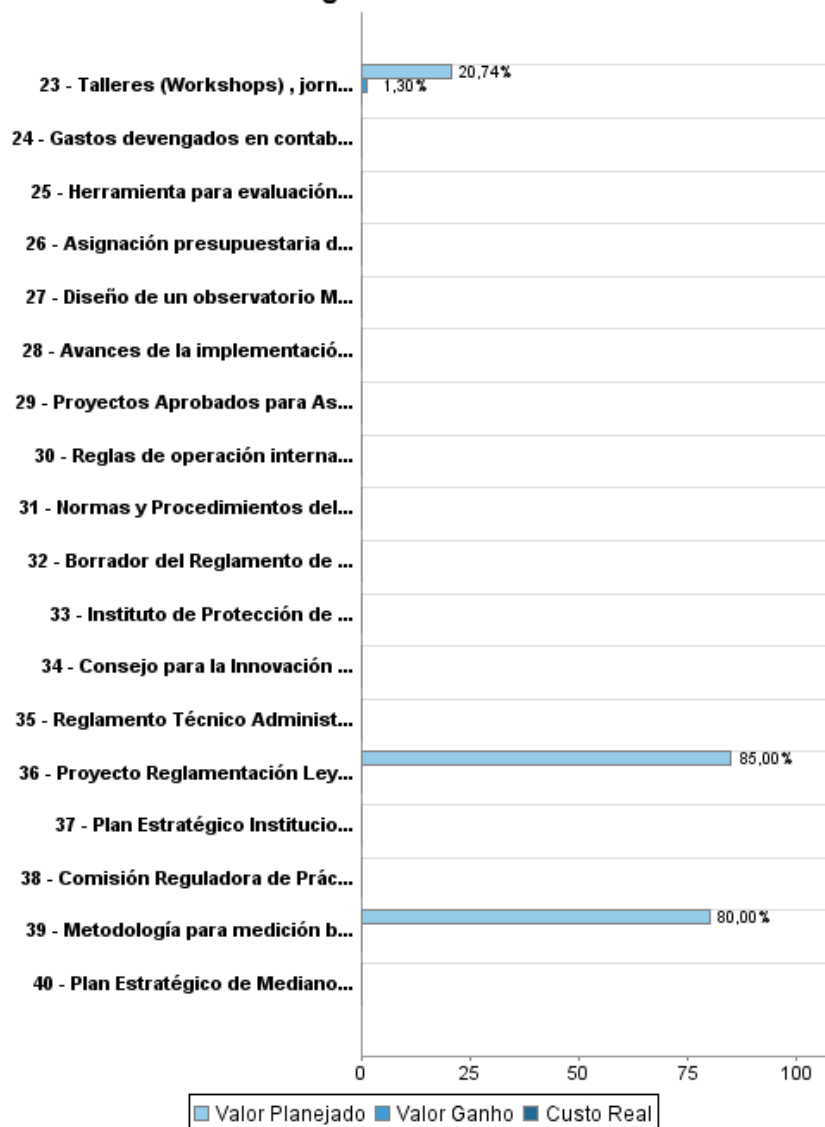 23 - Talleres (Workshops) , jorn...
20,74%
1,30%
24 - Gastos devengados en contab...
25 - Herramienta para evaluación...
26 - Asignación presupuestaria d...
27 - Diseño de un observatorio M...
28 - Avances de la implementació...
29 - Proyectos Aprobados para As...
30 - Reglas de operación interna...
31 - Normas y Procedimientos del...
32 - Borrador del Reglamento de ...
33 - Instituto de Protección de ...
34 - Consejo para la Innovación ...
35 - Reglamento Técnico Administ...
36 - Proyecto Reglamentación Ley...
85,00%
37 - Plan Estratégico Institucio...
38 - Comisión Reguladora de Prác...
39 - Metodología para medición b...
80,00%
40 - Plan Estratégico de Mediano...
0 25 50 75 100
Valor Planejado Valor Ganho Custo Real